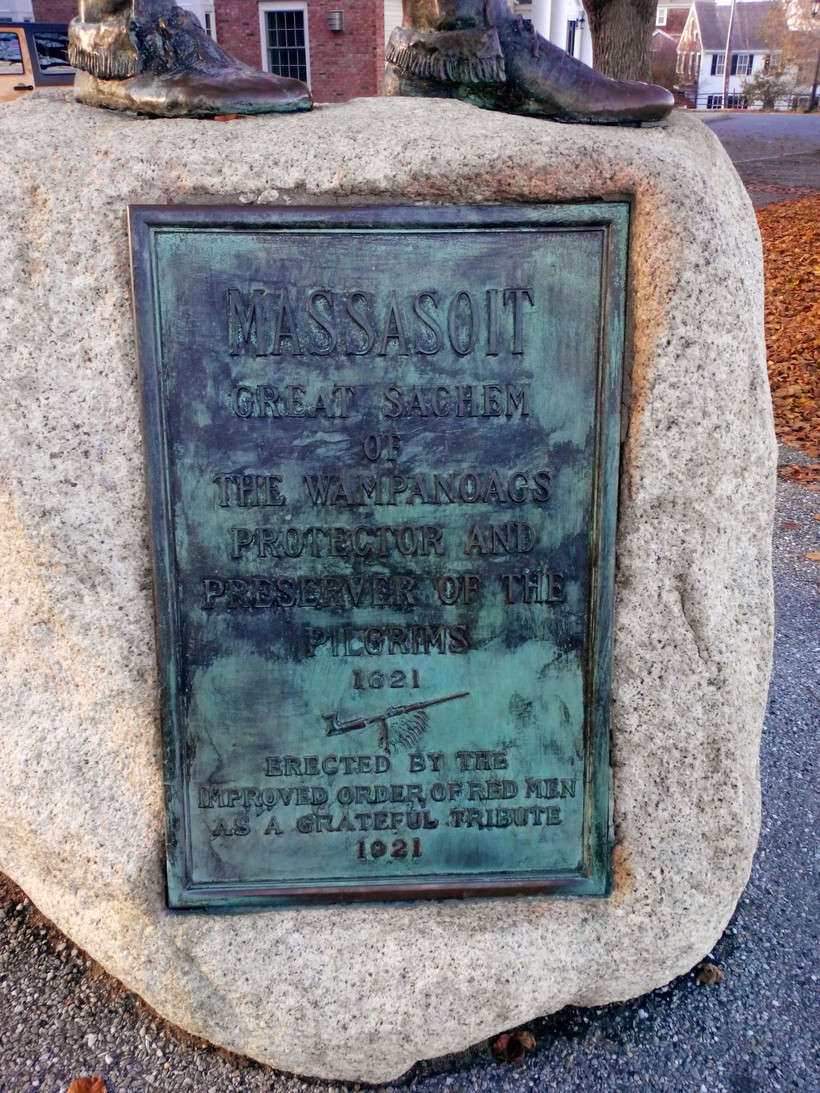 MASSASOIT
GREAT SACHEM
OF
THE WAMPANOAGS
PROTECTOR AND
PRESERVER OF THE
PILGRIMS
1621
ERECTED BY THE
IMPROVED ORDER OF RED MEN
AS A GRATEFUL TRIBUTE
1921